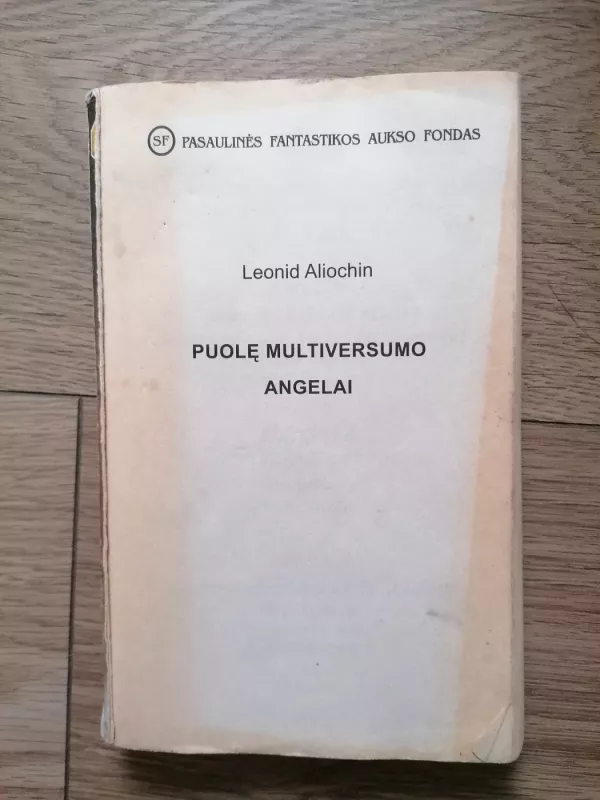 SF PASAULINĖS FANTASTIKOS AUKSO FONDAS
Leonid Aliochin
PUOLĘ MULTIVERSUMO
ANGELAI